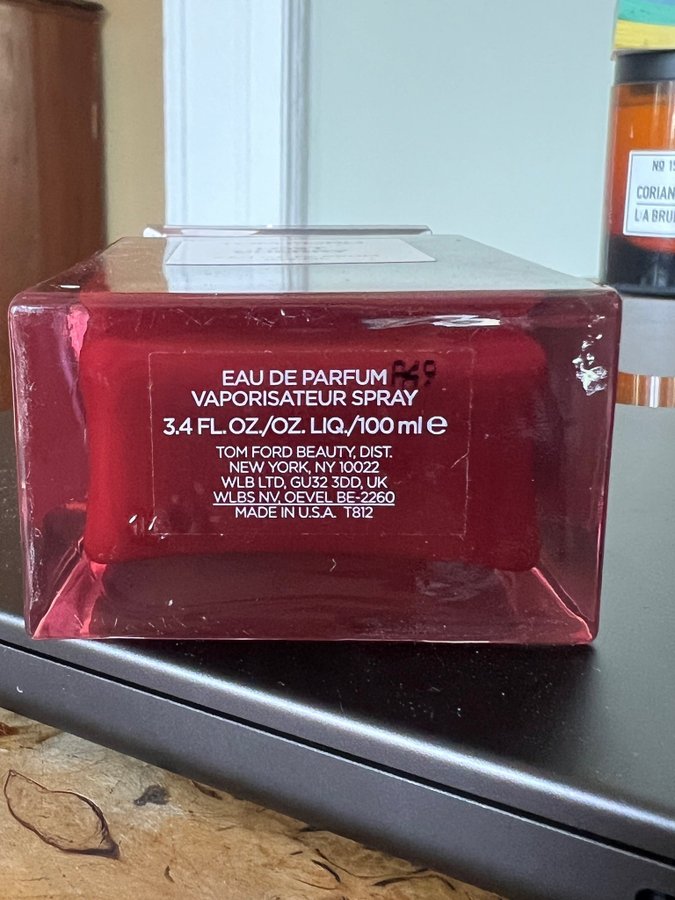 EAU DE PARFUM
VAPORISATEUR SPRAY
3.4 FL. OZ./OZ. LIQ./100 ml ℮
TOM FORD BEAUTY, DIST.
NEW YORK, NY 10022
WLB LTD, GU32 3DD, UK
WLBS NV, OEVEL BE-2260
MADE IN U.S.A. T812
Nº